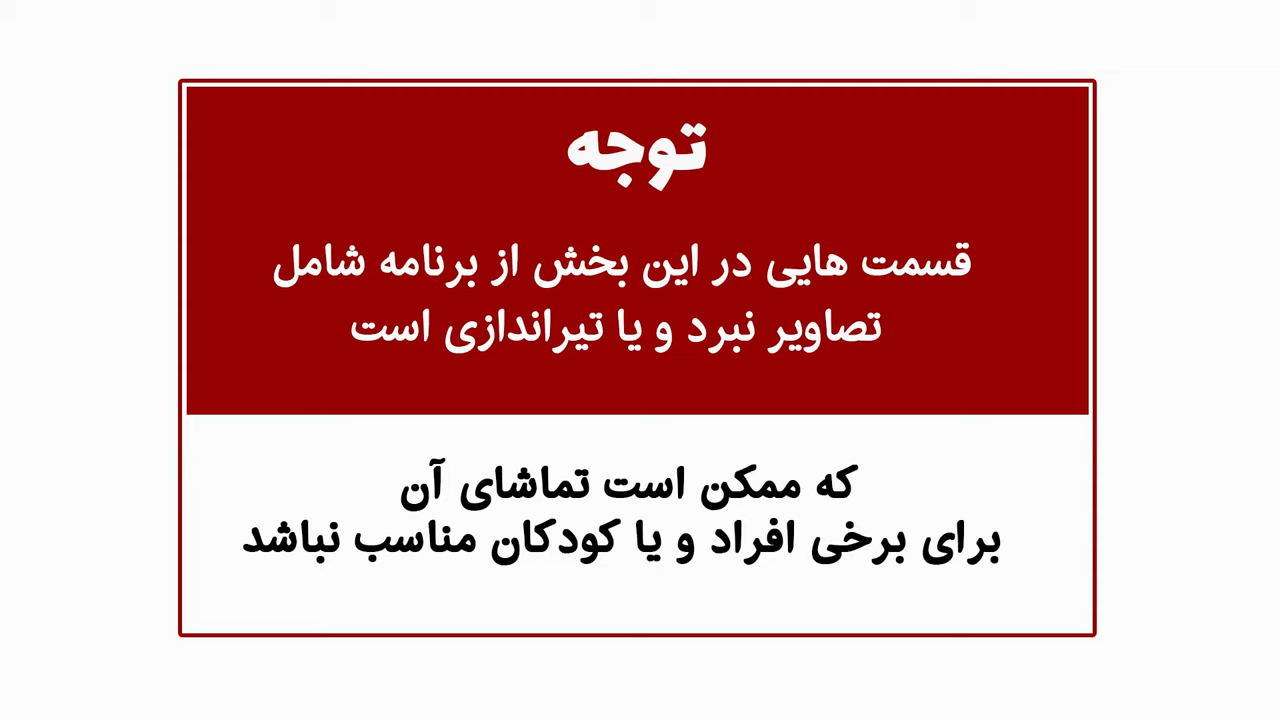 توجه
قسمت هایی در این بخش از برنامه شامل
تصاویر نبرد و یا تیراندازی است
که ممکن است تماشای آن
برای برخی افراد و یا کودکان مناسب نباشد